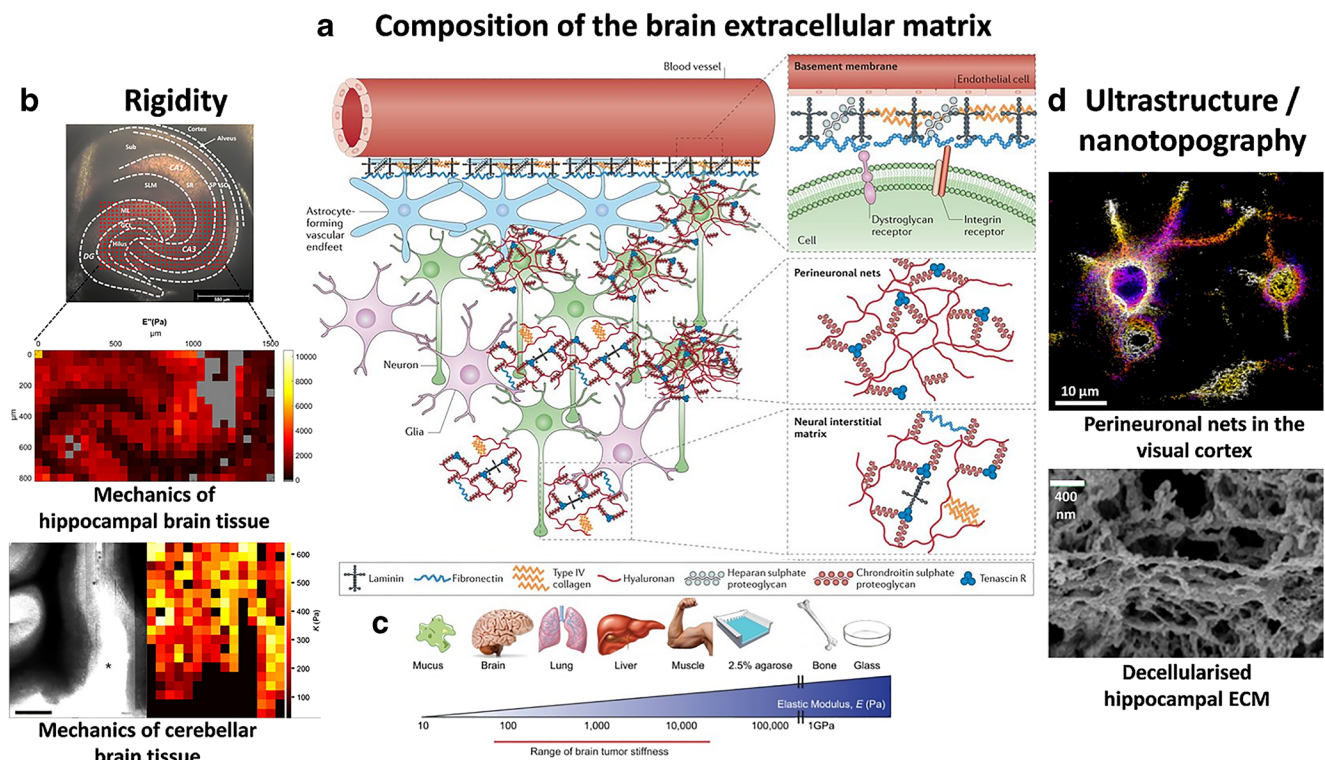 a Composition of the brain extracellular matrix
b Rigidity
Cortex
Alveus
Sub
CA1
SLM
SR
SP
SO
ML
Hilus
CA3
DG
580 µm
E''(Pa)
µm
0 500 1000 1500
µm
0
200
400
600
800
10000
8000
6000
4000
2000
0
Mechanics of
hippocampal brain tissue
600
500
400
300
200
100
K (Pa)
*
Mechanics of cerebellar
brain tissue
Blood vessel
Astrocyte-
forming
vascular
endfeet
Neuron
Glia
Basement membrane
Endothelial cell
Dystroglycan
receptor
Integrin
receptor
Cell
Perineuronal nets
Neural interstitial
matrix
Laminin
Fibronectin
Type IV
collagen
Hyaluronan
Heparan sulphate
proteoglycan
Chondroitin sulphate
proteoglycan
Tenascin R
c
Mucus Brain Lung Liver Muscle 2.5% agarose Bone Glass
Elastic Modulus, E (Pa)
10 100 1,000 10,000 100,000 1GPa
Range of brain tumor stiffness
d Ultrastructure /
nanotopography
10 µm
Perineuronal nets in the
visual cortex
400
nm
Decellularised
hippocampal ECM